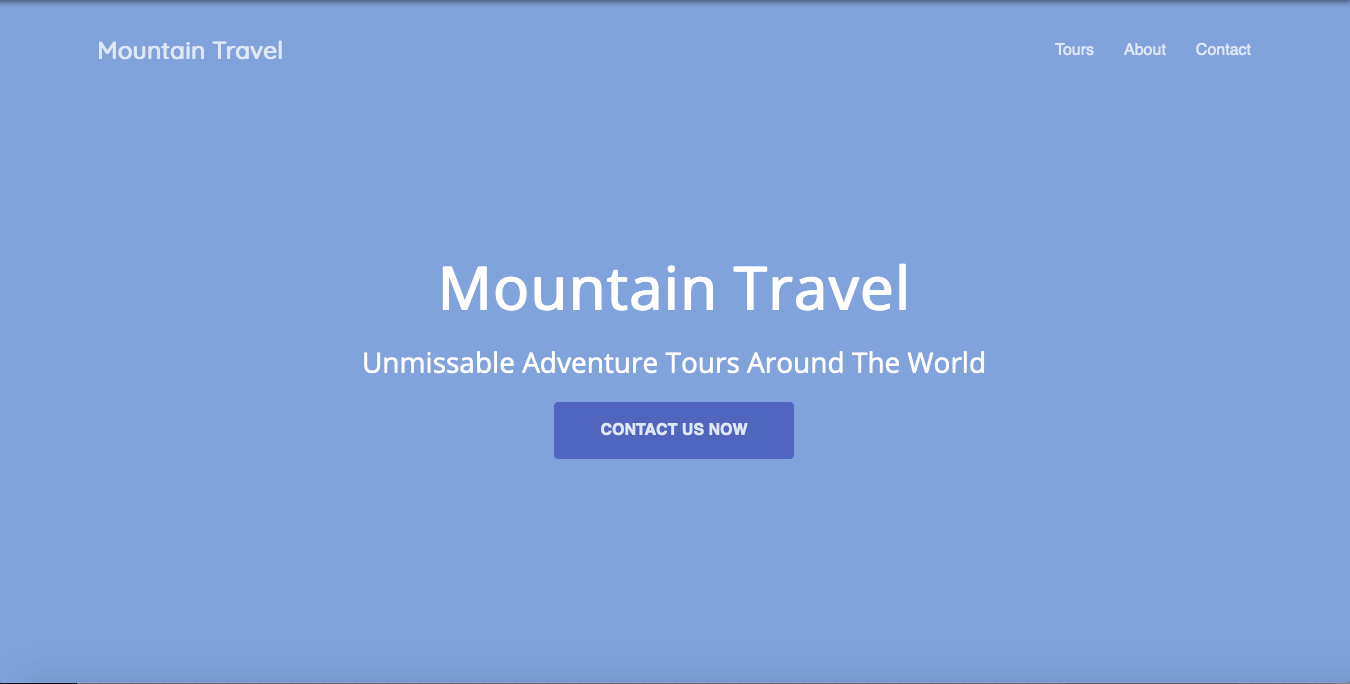 Mountain Travel
Tours About Contact
Mountain Travel
Unmissable Adventure Tours Around The World
CONTACT US NOW